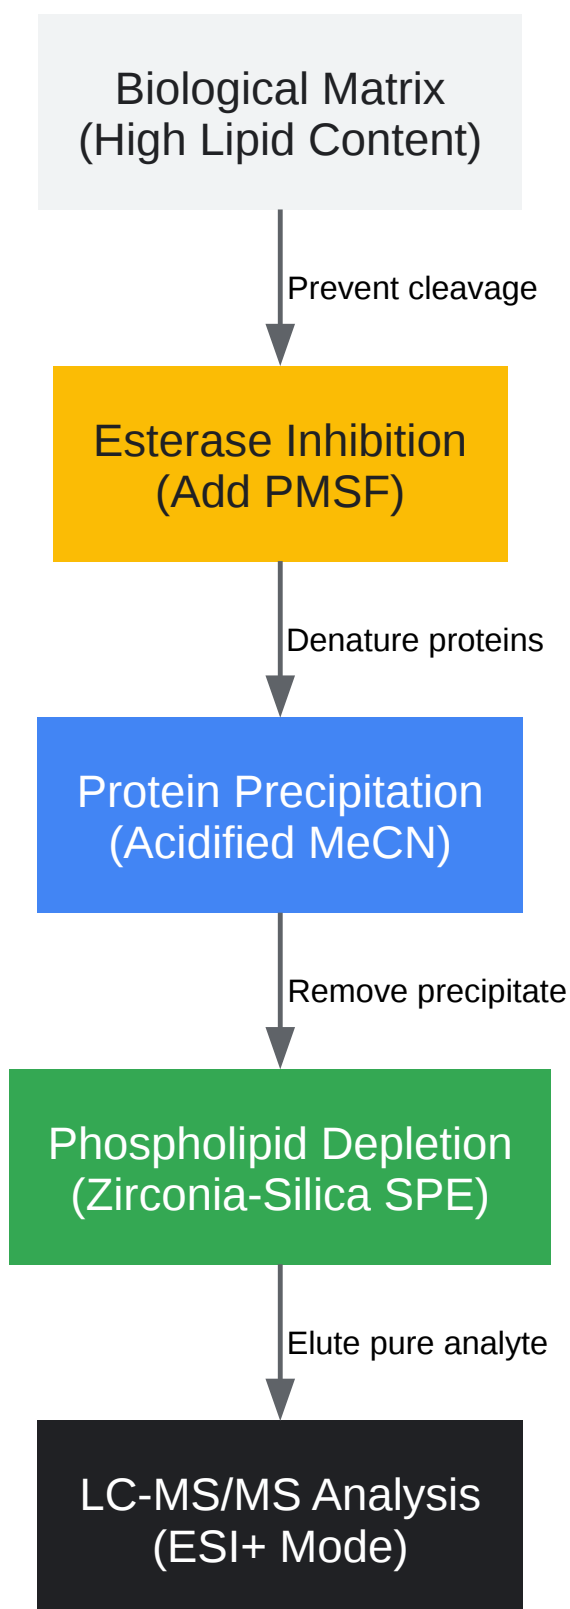 Biological Matrix
(High Lipid Content)
Prevent cleavage
Esterase Inhibition
(Add PMSF)
Denature proteins
Protein Precipitation
(Acidified MeCN)
Remove precipitate
Phospholipid Depletion
(Zirconia-Silica SPE)
Elute pure analyte
LC-MS/MS Analysis
(ESI+ Mode)